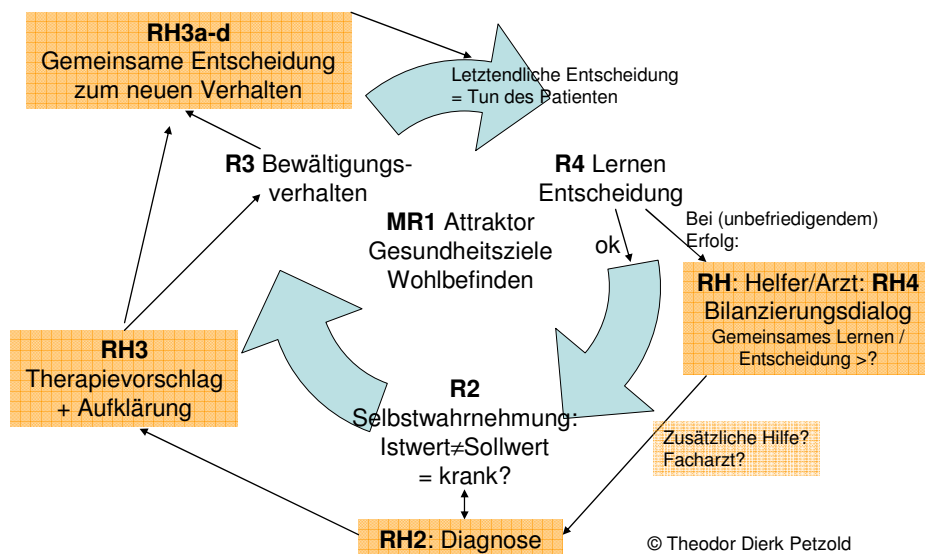 RH3a-d
Gemeinsame Entscheidung
zum neuen Verhalten
Letztendliche Entscheidung
= Tun des Patienten
R3 Bewältigungs-
verhalten
R4 Lernen
Entscheidung
MR1 Attraktor
Gesundheitsziele
Wohlbefinden
ok
Bei (unbefriedigendem)
Erfolg:
RH: Helfer/Arzt: RH4
Bilanzierungsdialog
Gemeinsames Lernen /
Entscheidung >?
RH3
Therapievorschlag
+ Aufklärung
R2
Selbstwahrnehmung:
Istwert≠Sollwert
= krank?
Zusätzliche Hilfe?
Facharzt?
RH2: Diagnose
© Theodor Dierk Petzold